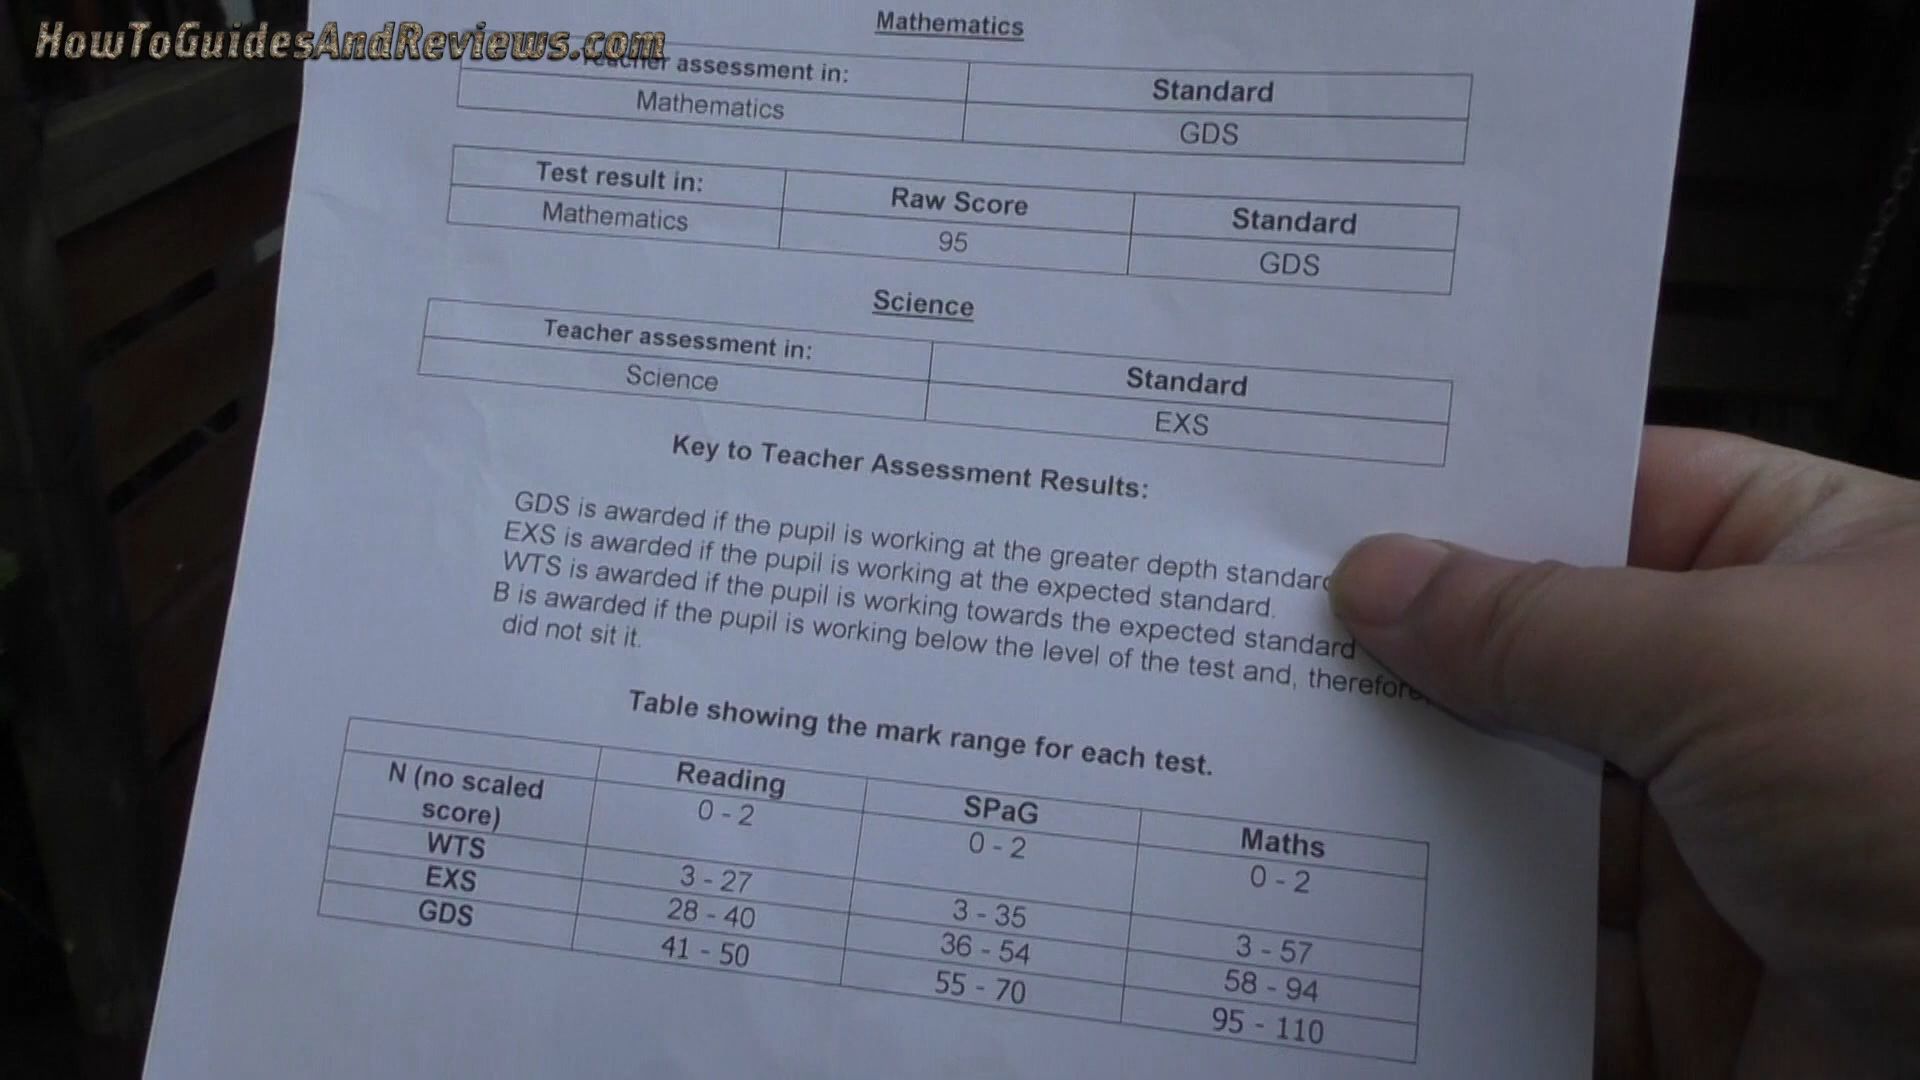 HowToGuidesAndReviews.com
Mathematics
Teacher assessment in: Standard
Mathematics GDS
Test result in: Raw Score Standard
Mathematics 95 GDS
Science
Teacher assessment in: Standard
Science EXS
Key to Teacher Assessment Results:
GDS is awarded if the pupil is working at the greater depth standard
EXS is awarded if the pupil is working at the expected standard.
WTS is awarded if the pupil is working towards the expected standard
B is awarded if the pupil is working below the level of the test and, therefore,
did not sit it.
Table showing the mark range for each test.
Reading SPaG Maths
N (no scaled
score) 0 - 2 0 - 2 0 - 2
WTS 3 - 27 3 - 35 3 - 57
EXS 28 - 40 36 - 54 58 - 94
GDS 41 - 50 55 - 70 95 - 110